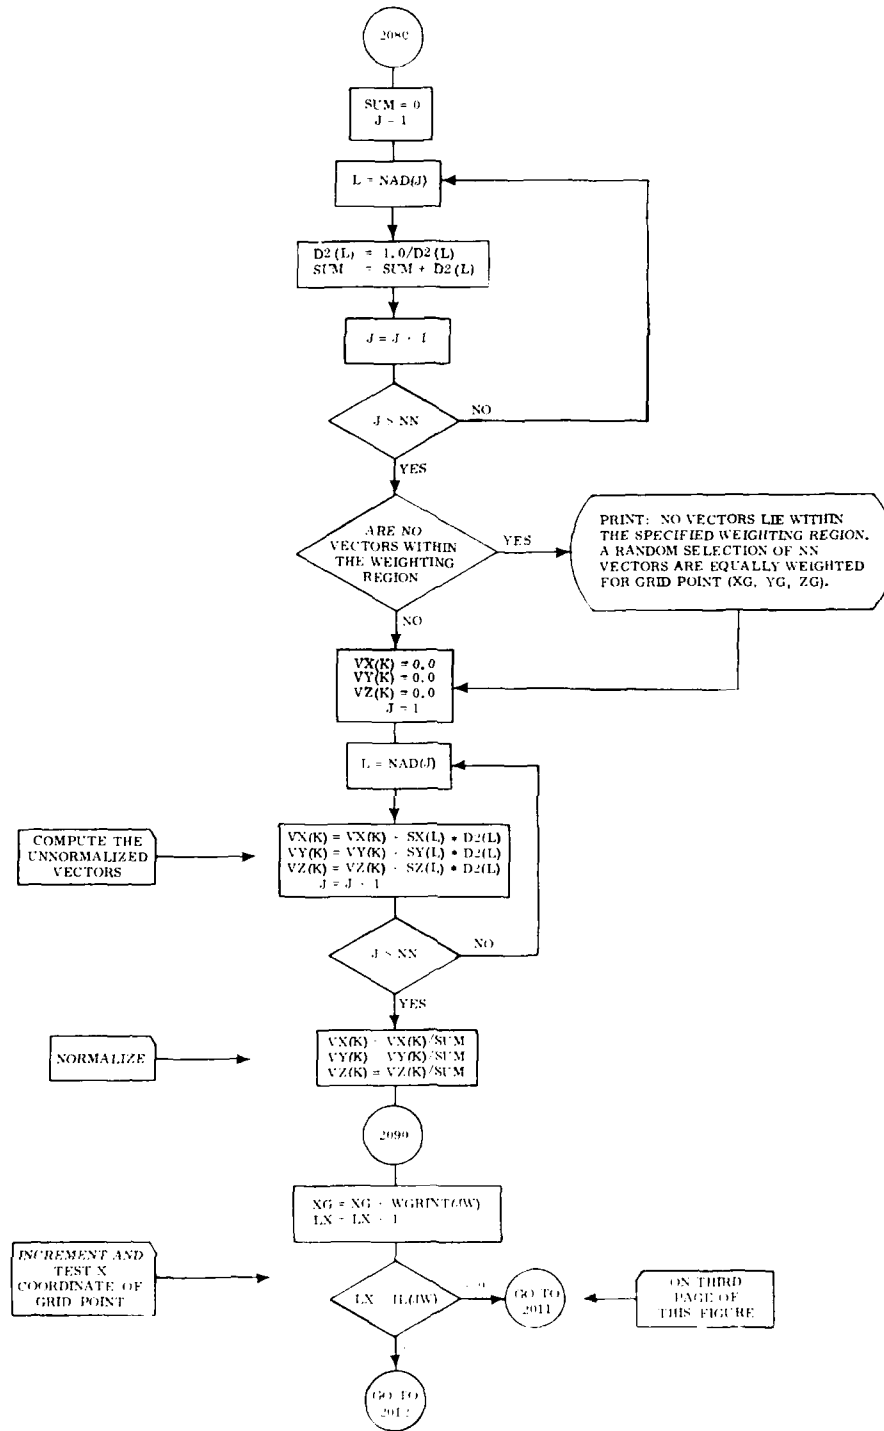 2080
SUM = 0
J = 1
L = NAD(J)
D2(L) = 1.0/D2(L)
SUM = SUM + D2(L)
J = J + 1
J > NN
NO
YES
ARE NO
VECTORS WITHIN
THE WEIGHTING
REGION
YES
PRINT: NO VECTORS LIE WITHIN
THE SPECIFIED WEIGHTING REGION.
A RANDOM SELECTION OF NN
VECTORS ARE EQUALLY WEIGHTED
FOR GRID POINT (XG, YG, ZG).
NO
VX(K) = 0.0
VY(K) = 0.0
VZ(K) = 0.0
J = 1
L = NAD(J)
COMPUTE THE
UNNORMALIZED
VECTORS
VX(K) = VX(K) + SX(L) * D2(L)
VY(K) = VY(K) + SY(L) * D2(L)
VZ(K) = VZ(K) + SZ(L) * D2(L)
J = J + 1
J > NN
NO
YES
NORMALIZE
VX(K) = VX(K)/SUM
VY(K) VY(K)/SUM
VZ(K) = VZ(K)/SUM
2090
XG = XG + WGRINT(JW)
LX = LX + 1
INCREMENT AND
TEST X
COORDINATE OF
GRID POINT
LX IL(JW)
GO TO
2011
ON THIRD
PAGE OF
THIS FIGURE
GO TO